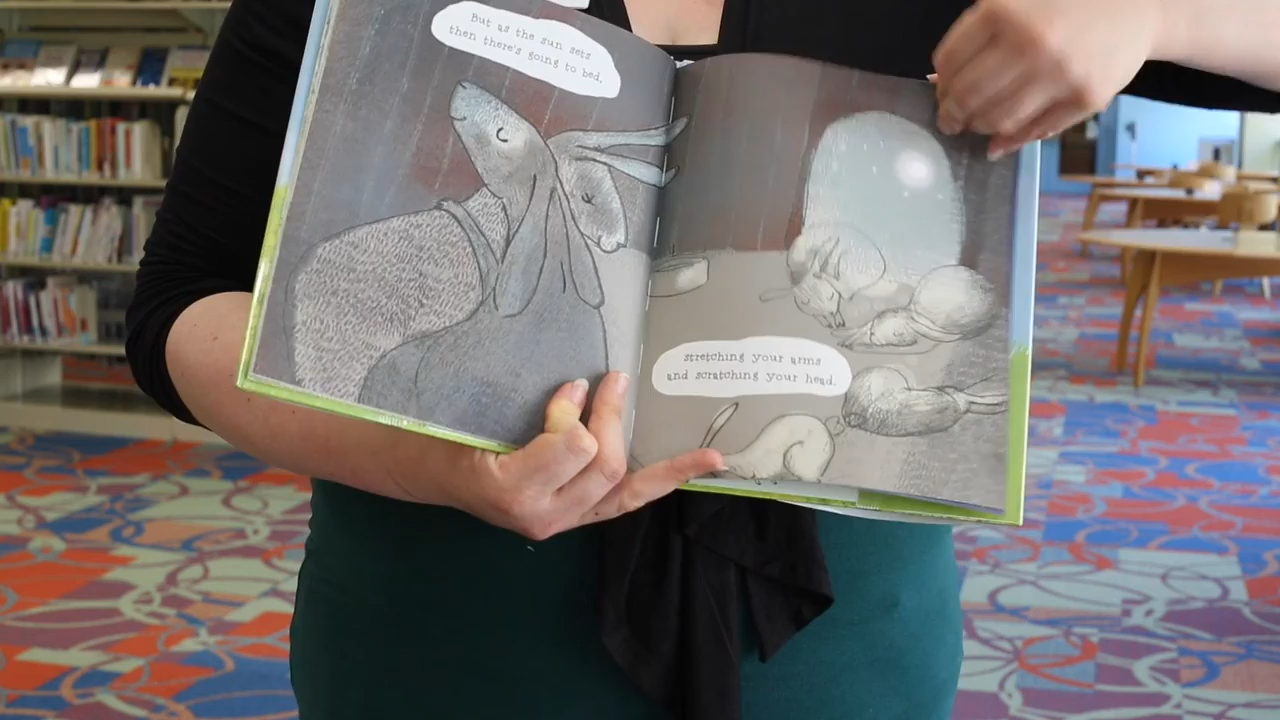 But as the sun sets
then there's going to bed,
stretching your arms
and scratching your head.